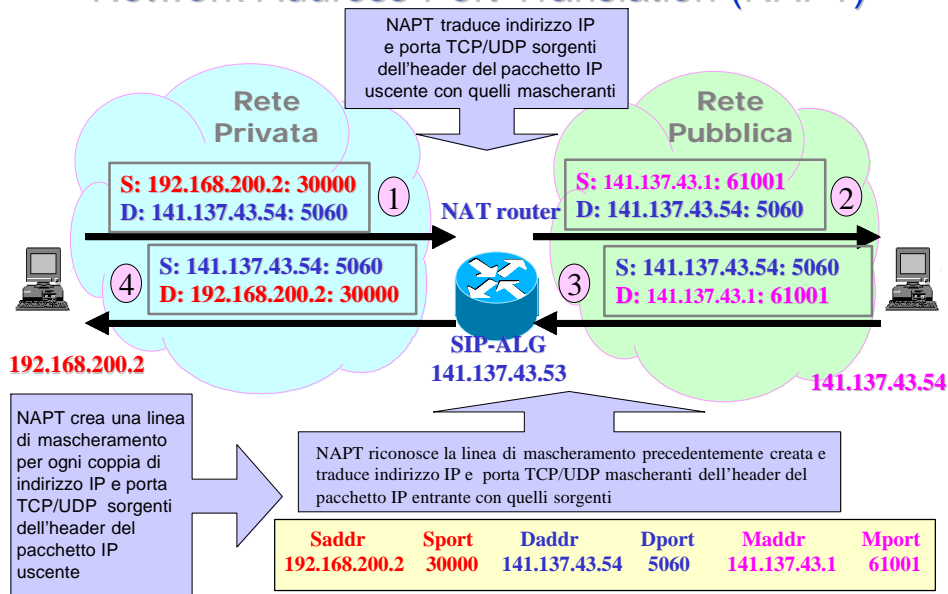 Network Address Port Translation (NAPT)
NAPT traduce indirizzo IP
e porta TCP/UDP sorgenti
dell'header del pacchetto IP
uscente con quelli mascheranti
Rete
Privata
Rete
Pubblica
S: 192.168.200.2: 30000
D: 141.137.43.54: 5060
1
NAT router
S: 141.137.43.1: 61001
D: 141.137.43.54: 5060
2
4
S: 141.137.43.54: 5060
D: 192.168.200.2: 30000
3
S: 141.137.43.54: 5060
D: 141.137.43.1: 61001
SIP-ALG
141.137.43.53
192.168.200.2
141.137.43.54
NAPT crea una linea
di mascheramento
per ogni coppia di
indirizzo IP e porta
TCP/UDP sorgenti
dell'header del
pacchetto IP
uscente
NAPT riconosce la linea di mascheramento precedentemente creata e
traduce indirizzo IP e porta TCP/UDP mascheranti dell'header del
pacchetto IP entrante con quelli sorgenti
Saddr Sport Daddr Dport Maddr Mport
192.168.200.2 30000 141.137.43.54 5060 141.137.43.1 61001